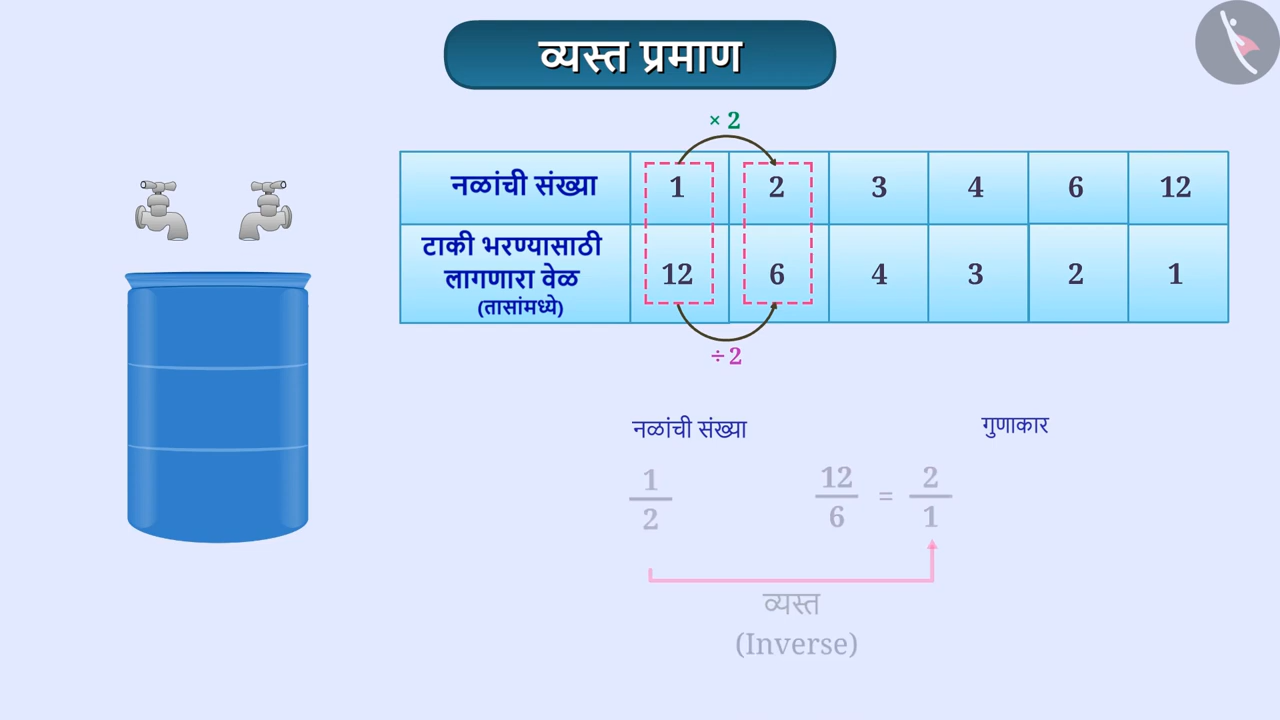 व्यस्त प्रमाण
× 2
नळांची संख्या 1 2 3 4 6 12
टाकी भरण्यासाठी
लागणारा वेळ
(तासांमध्ये)
12 6 4 3 2 1
÷ 2
नळांची संख्या गुणाकार
1/2 12/6 = 2/1
व्यस्त
(Inverse)